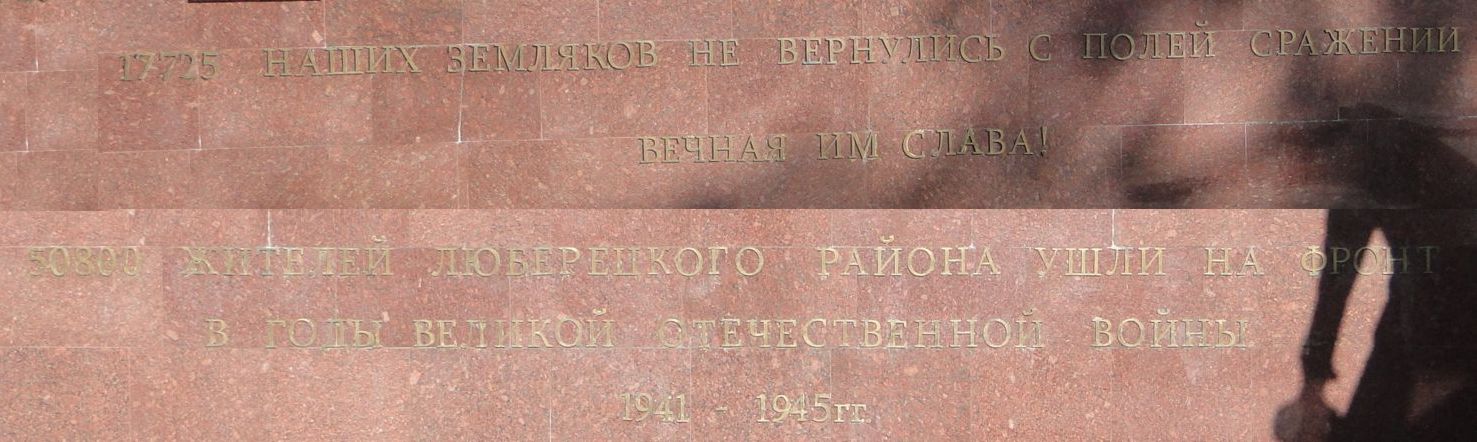 17725 НАШИХ ЗЕМЛЯКОВ НЕ ВЕРНУЛИСЬ С ПОЛЕЙ СРАЖЕНИИ
ВЕЧНАЯ ИМ СЛАВА!
50800 ЖИТЕЛЕЙ ЛЮБЕРЕЦКОГО РАЙОНА УШЛИ НА ФРОНТ
В ГОДЫ ВЕЛИКОЙ ОТЕЧЕСТВЕННОЙ ВОЙНЫ
1941 - 1945гг.